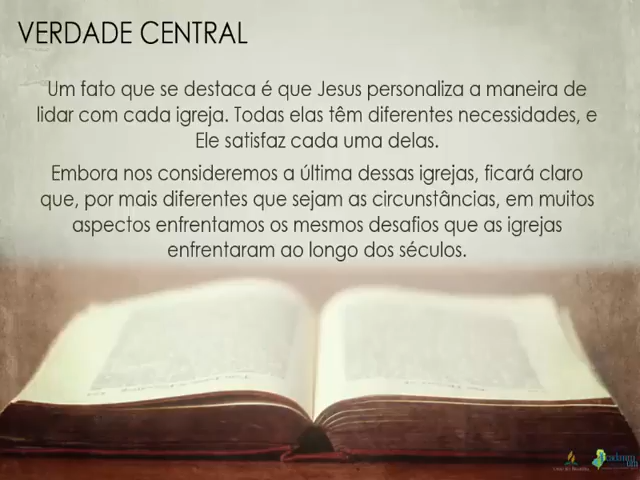 VERDADE CENTRAL
Um fato que se destaca é que Jesus personaliza a maneira de
lidar com cada igreja. Todas elas têm diferentes necessidades, e
Ele satisfaz cada uma delas.
Embora nos consideremos a última dessas igrejas, ficará claro
que, por mais diferentes que sejam as circunstâncias, em muitos
aspectos enfrentamos os mesmos desafios que as igrejas
enfrentaram ao longo dos séculos.